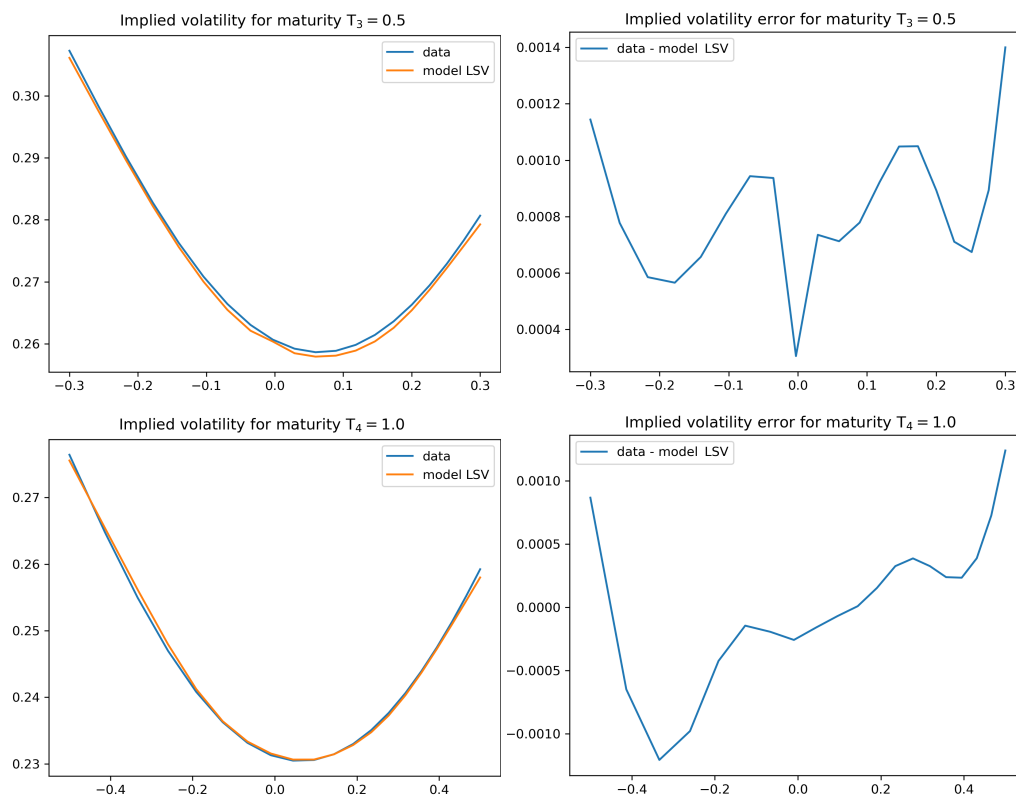 Implied volatility for maturity T₃ = 0.5
data
model LSV
0.30
0.29
0.28
0.27
0.26
−0.3 −0.2 −0.1 0.0 0.1 0.2 0.3
Implied volatility error for maturity T₃ = 0.5
data - model LSV
0.0014
0.0012
0.0010
0.0008
0.0006
0.0004
−0.3 −0.2 −0.1 0.0 0.1 0.2 0.3
Implied volatility for maturity T₄ = 1.0
data
model LSV
0.27
0.26
0.25
0.24
0.23
−0.4 −0.2 0.0 0.2 0.4
Implied volatility error for maturity T₄ = 1.0
data - model LSV
0.0010
0.0005
0.0000
−0.0005
−0.0010
−0.4 −0.2 0.0 0.2 0.4